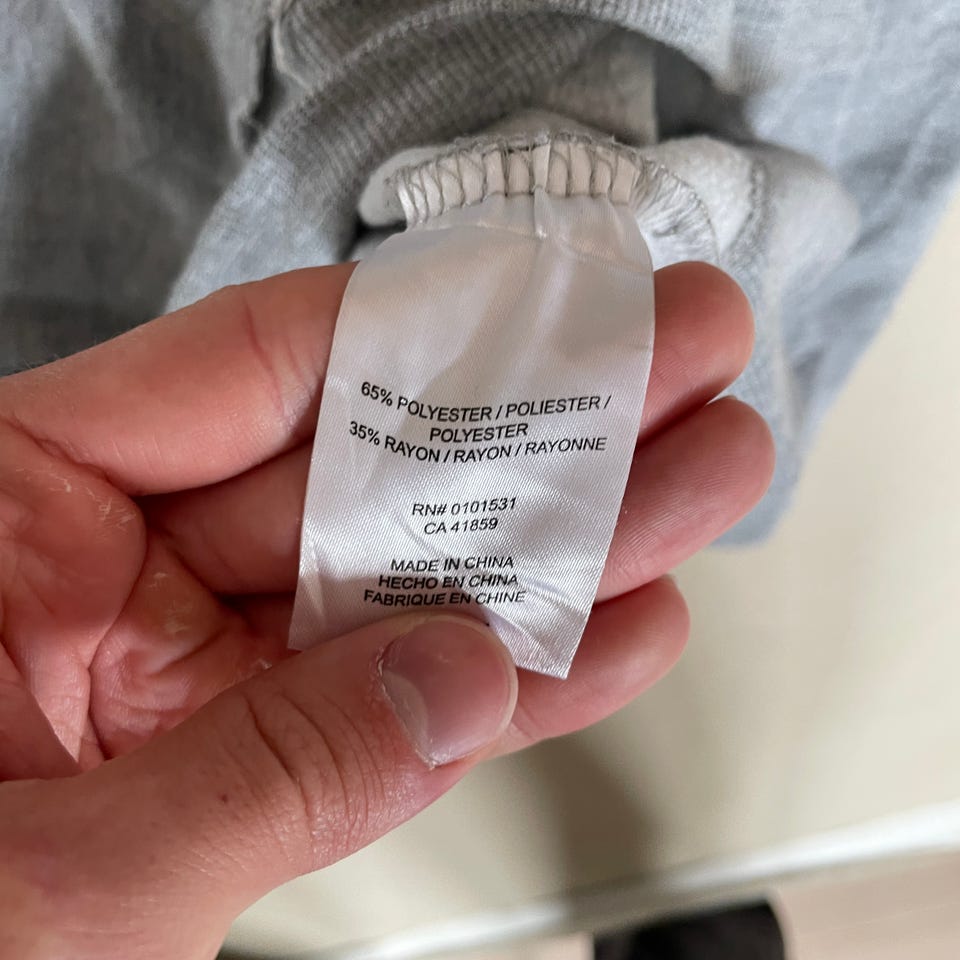 65% POLYESTER / POLIESTER /
POLYESTER
35% RAYON / RAYON / RAYONNE
RN# 0101531
CA 41859
MADE IN CHINA
HECHO EN CHINA
FABRIQUE EN CHINE